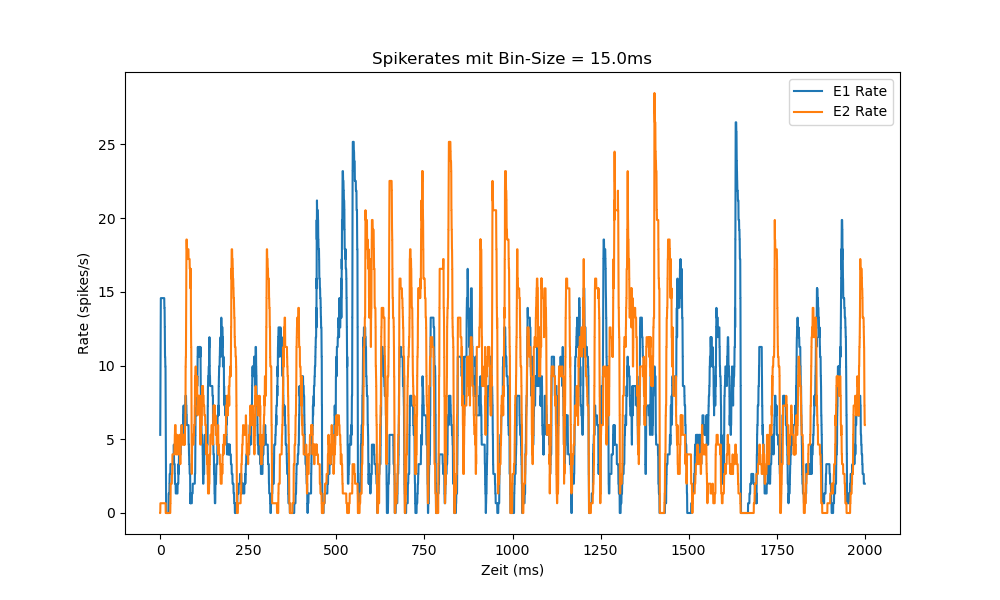 Spikerates mit Bin-Size = 15.0ms
E1 Rate
E2 Rate
Rate (spikes/s)
25
20
15
10
5
0
0 250 500 750 1000 1250 1500 1750 2000
Zeit (ms)